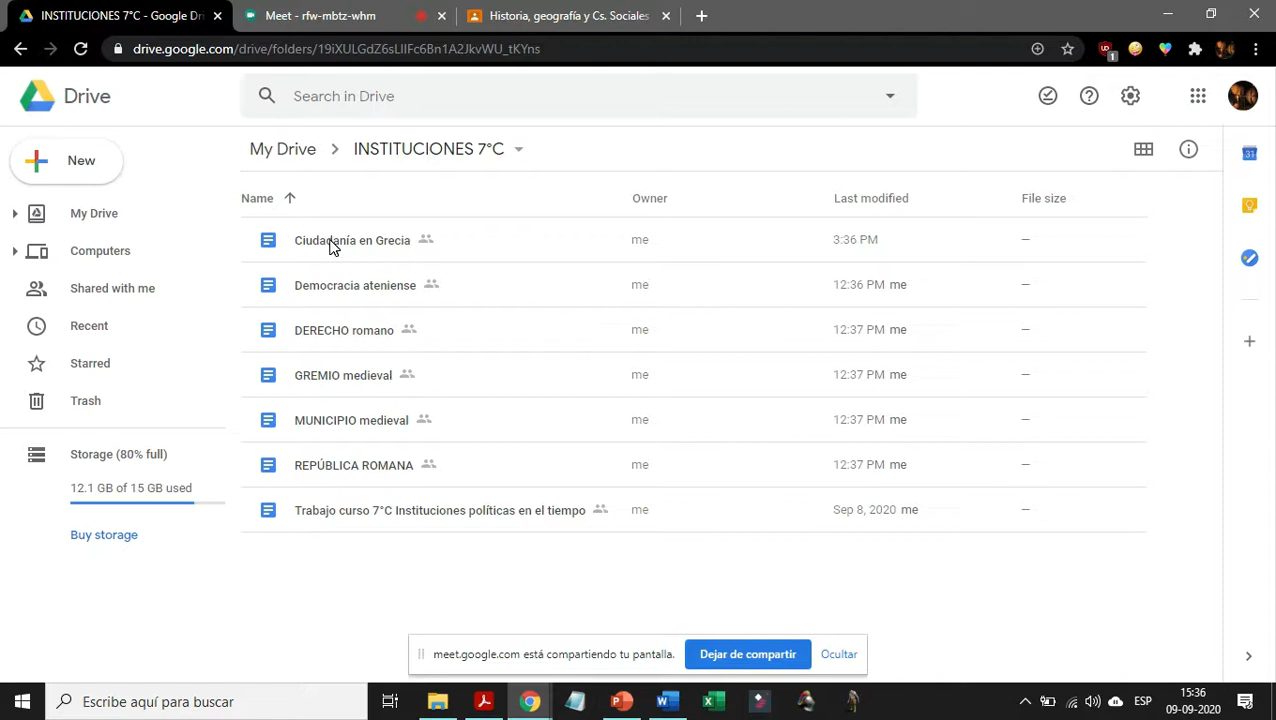 INSTITUCIONES 7°C - Google Dr
Meet - rfw-mbtz-whm
Historia, geografía y Cs. Sociales
drive.google.com/drive/folders/19iXULGdZ6sLIIFc6Bn1A2JkvWU_tKYns
1
Drive
Search in Drive
New
My Drive
INSTITUCIONES 7°C
31
Name
Owner
Last modified
File size
My Drive
Ciudadanía en Grecia
me
3:36 PM
—
Computers
Democracia ateniense
me
12:36 PM me
—
Shared with me
DERECHO romano
me
12:37 PM me
—
Recent
GREMIO medieval
me
12:37 PM me
—
Starred
MUNICIPIO medieval
me
12:37 PM me
—
Trash
REPÚBLICA ROMANA
me
12:37 PM me
—
Storage (80% full)
12.1 GB of 15 GB used
Trabajo curso 7°C Instituciones políticas en el tiempo
me
Sep 8, 2020 me
—
Buy storage
meet.google.com está compartiendo tu pantalla.
Dejar de compartir
Ocultar
Escribe aquí para buscar
ESP
15:36
09-09-2020